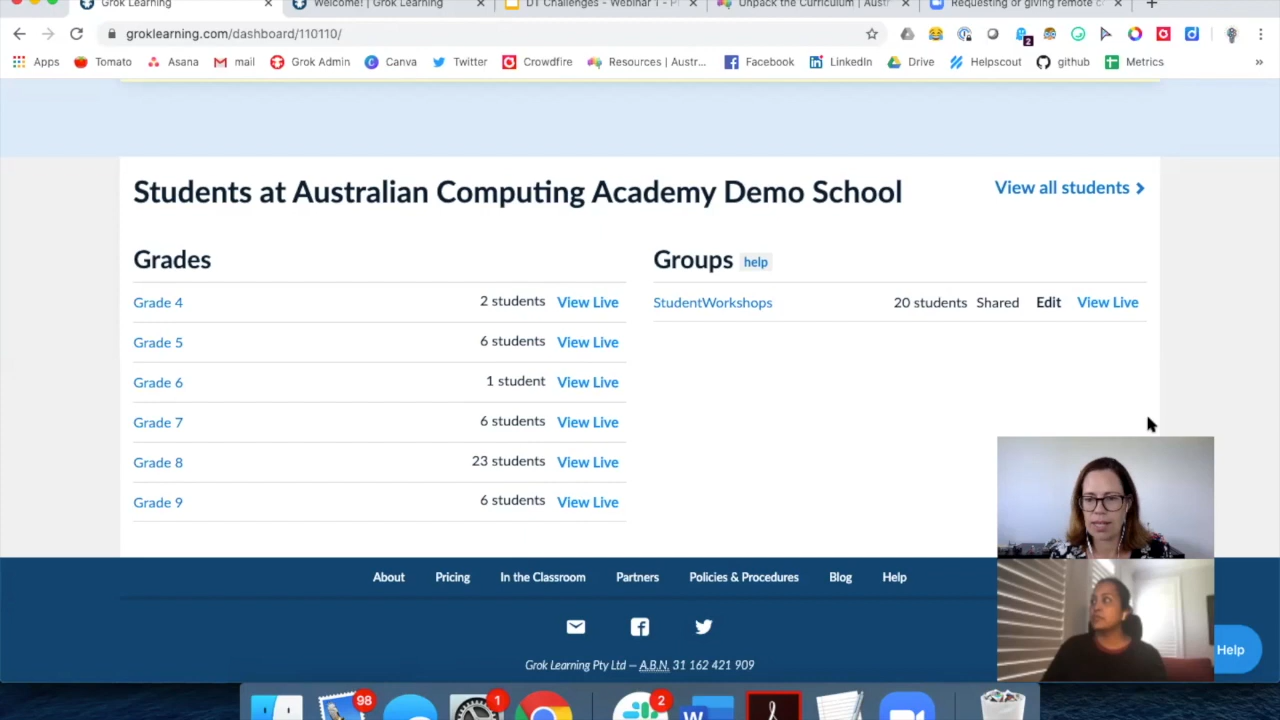 Grok Learning
Welcome! | Grok Learning
DT Challenges - Webinar 1 - P
Unpack the Curriculum | Aust
Requesting or giving remote c
groklearning.com/dashboard/110110/
2
Apps Tomato Asana mail Grok Admin Canva Twitter Crowdfire Resources | Austr... Facebook LinkedIn Drive Helpscout github Metrics »
Students at Australian Computing Academy Demo School
View all students
Grades
Grade 4 2 students View Live
Grade 5 6 students View Live
Grade 6 1 student View Live
Grade 7 6 students View Live
Grade 8 23 students View Live
Grade 9 6 students View Live
Groups help
StudentWorkshops 20 students Shared Edit View Live
About Pricing In the Classroom Partners Policies & Procedures Blog Help
Grok Learning Pty Ltd — A.B.N. 31 162 421 909
Help
98 1 2 W